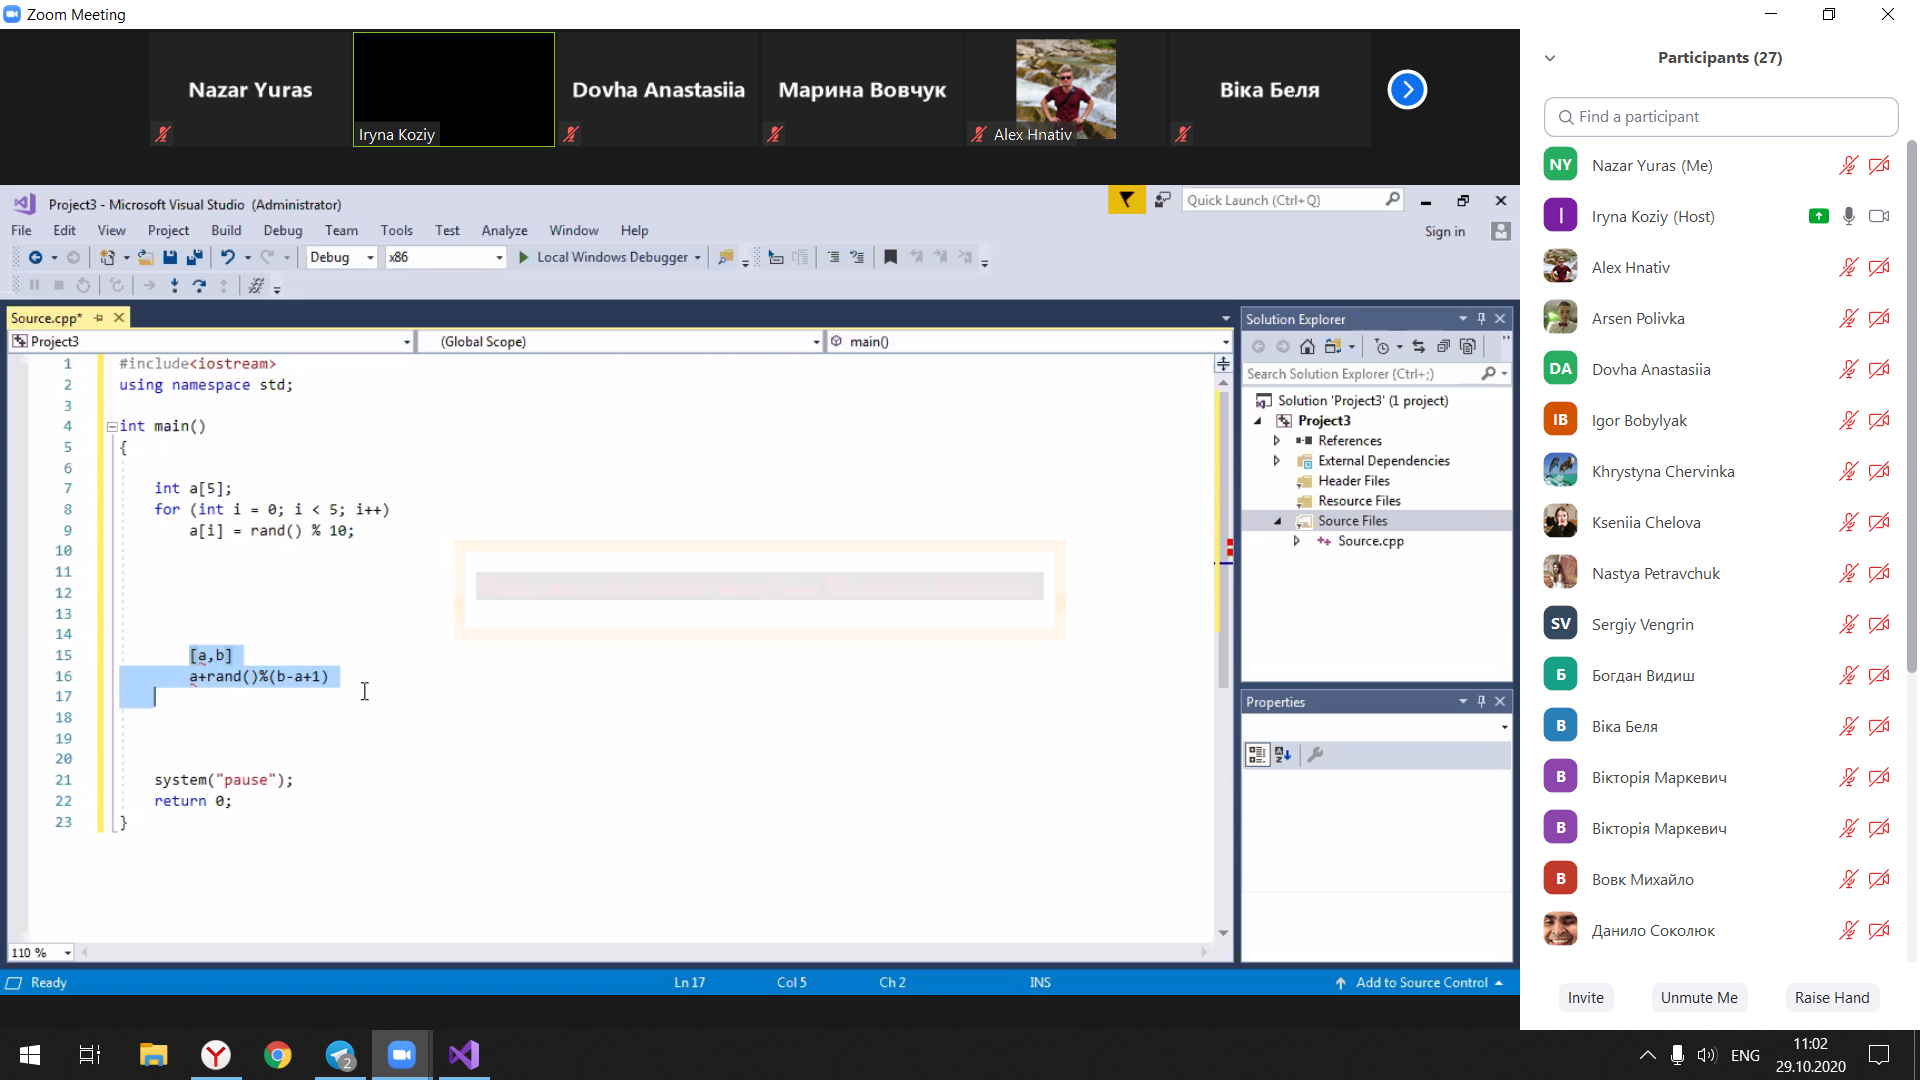 Zoom Meeting
Nazar Yuras
Iryna Koziy
Dovha Anastasiia
Марина Вовчук
Alex Hnativ
Віка Беля
Project3 - Microsoft Visual Studio (Administrator)
Quick Launch (Ctrl+Q)
File Edit View Project Build Debug Team Tools Test Analyze Window Help
Sign in
Debug x86 Local Windows Debugger
Source.cpp*
Project3 (Global Scope) main()
1 #include<iostream>
2 using namespace std;
3
4 int main()
5 {
6
7 int a[5];
8 for (int i = 0; i < 5; i++)
9 a[i] = rand() % 10;
10
11
12
13
14
15 [a,b]
16 a+rand()%(b-a+1)
17
18
19
20
21 system("pause");
22 return 0;
23 }
110 %
Ready Ln 17 Col 5 Ch 2 INS Add to Source Control
Solution Explorer
Search Solution Explorer (Ctrl+;)
Solution 'Project3' (1 project)
Project3
References
External Dependencies
Header Files
Resource Files
Source Files
Source.cpp
Properties
Participants (27)
Find a participant
NY Nazar Yuras (Me)
I Iryna Koziy (Host)
Alex Hnativ
Arsen Polivka
DA Dovha Anastasiia
IB Igor Bobylyak
Khrystyna Chervinka
Kseniia Chelova
Nastya Petravchuk
SV Sergiy Vengrin
Б Богдан Видиш
В Віка Беля
В Вікторія Маркевич
В Вікторія Маркевич
В Вовк Михайло
Данило Соколюк
Invite Unmute Me Raise Hand
2
ENG
11:02
29.10.2020